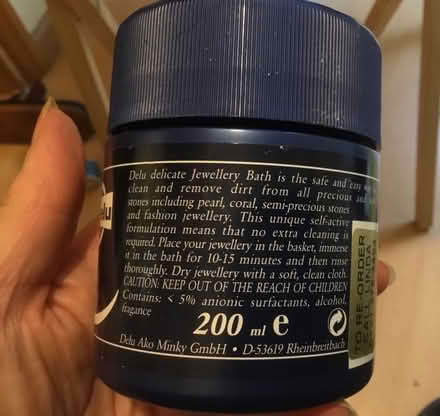 Delu delicate Jewellery Bath is the safe and easy way to
clean and remove dirt from all precious and
stones including pearl, coral, semi-precious stones
and fashion jewellery. This unique self-active
formulation means that no extra cleaning is
required. Place your jewellery in the basket, immerse
it in the bath for 10-15 minutes and then rinse
thoroughly. Dry jewellery with a soft, clean cloth.
CAUTION: KEEP OUT OF THE REACH OF CHILDREN
Contains: < 5% anionic surfactants, alcohol,
fragance
200 ml e
Delu Ako Minky GmbH • D-53619 Rheinbreitbach
TO RE-ORDER
CALL LINDA